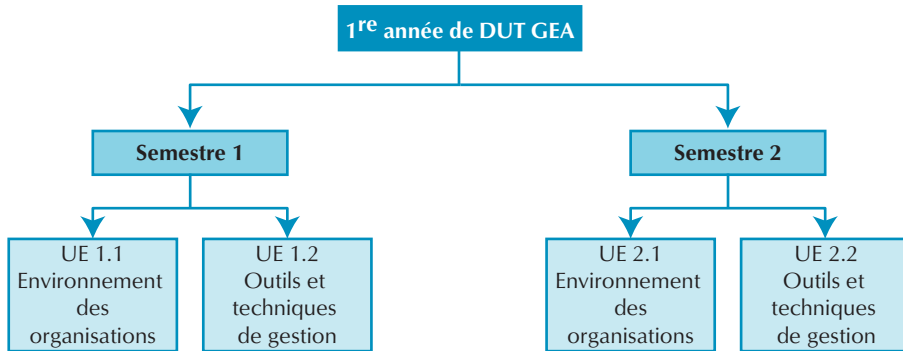 1re année de DUT GEA
Semestre 1
Semestre 2
UE 1.1
Environnement
des
organisations
UE 1.2
Outils et
techniques
de gestion
UE 2.1
Environnement
des
organisations
UE 2.2
Outils et
techniques
de gestion